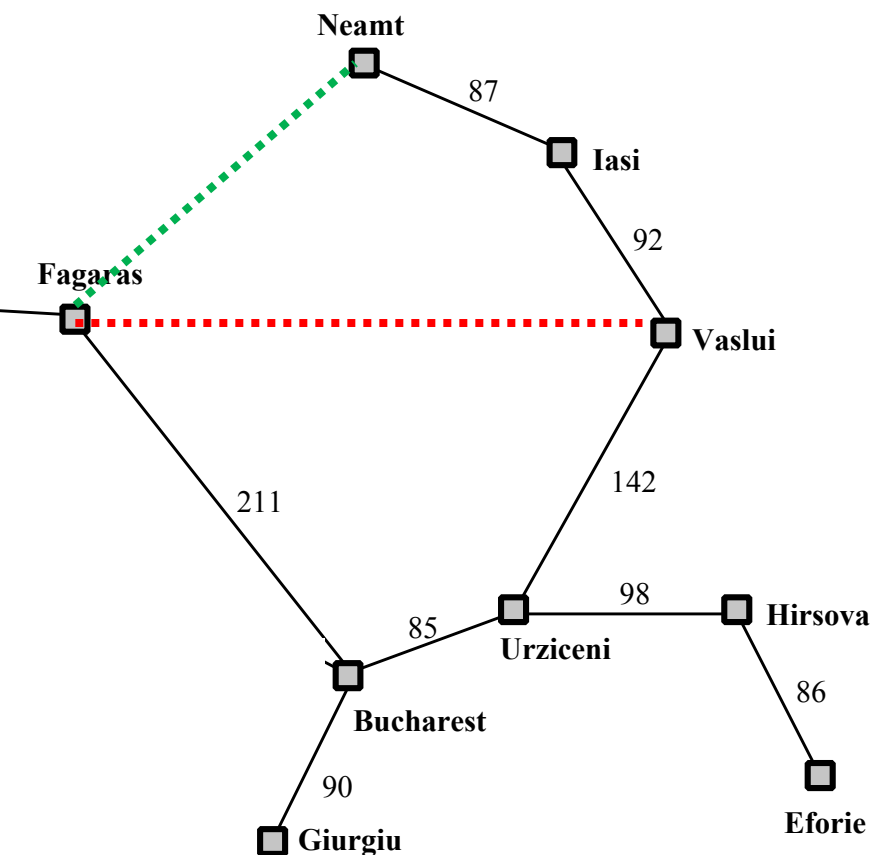 Neamt
87
Iasi
92
Fagaras
Vaslui
211
142
98
Hirsova
85
Urziceni
86
Bucharest
90
Eforie
Giurgiu